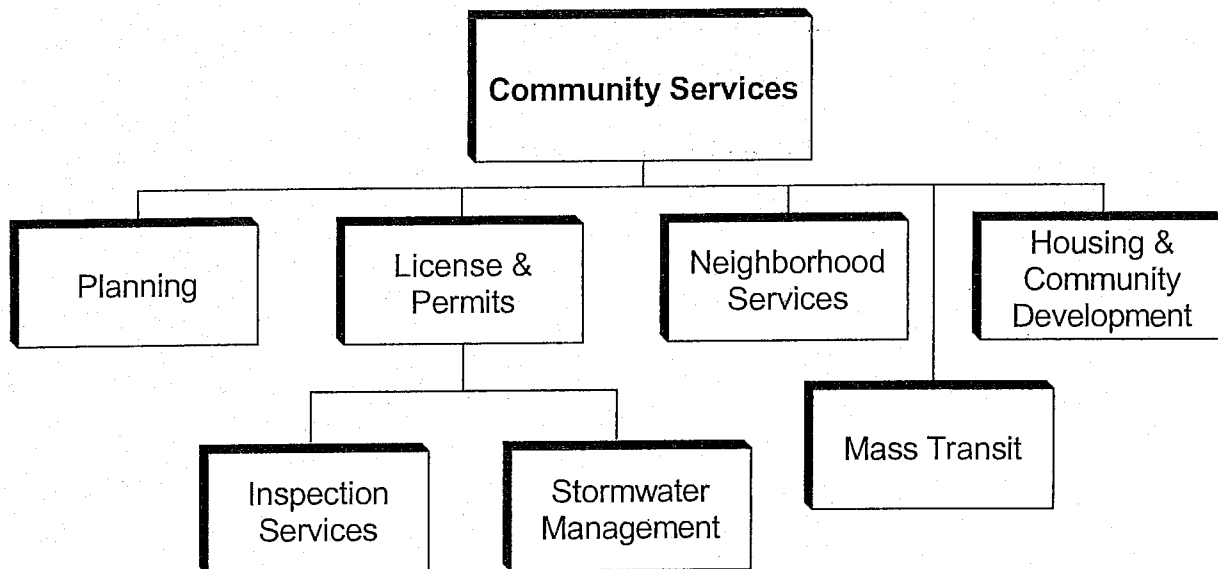 Community Services
Planning
License &
Permits
Neighborhood
Services
Housing &
Community
Development
Mass Transit
Inspection
Services
Stormwater
Management